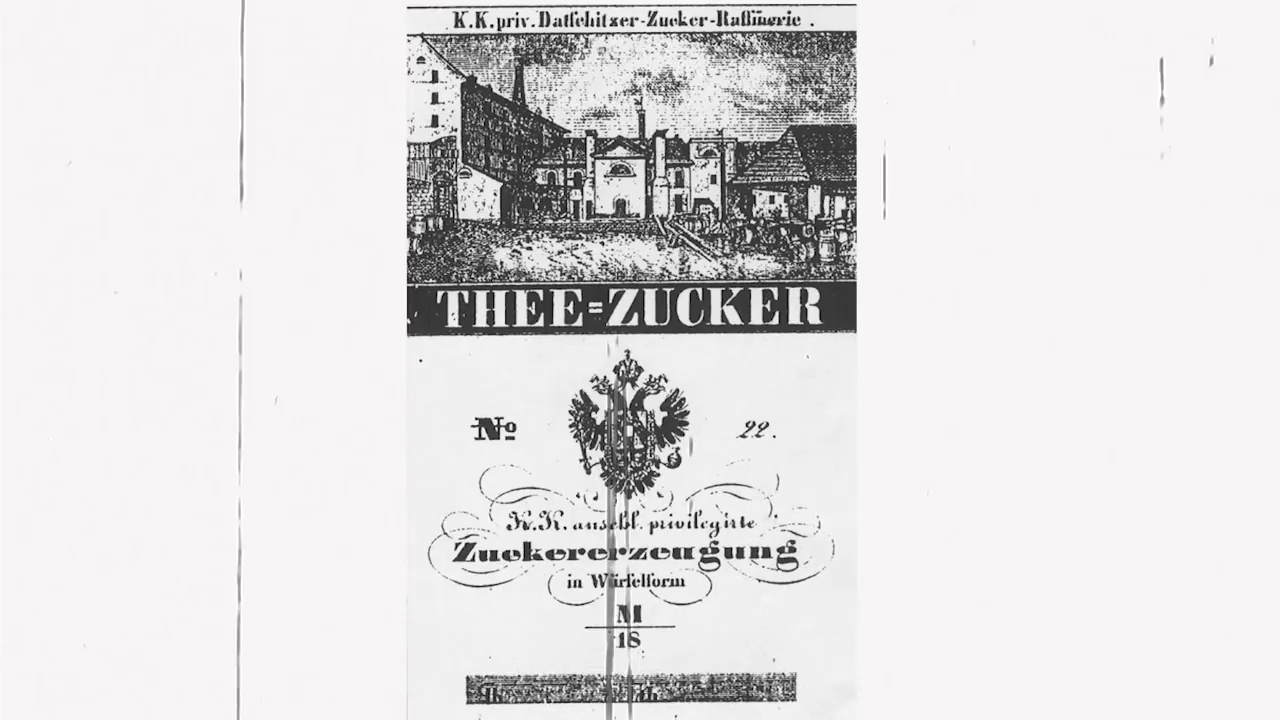 K.K.priv.Datschitzer-Zucker-Raffinerie.
THEE=ZUCKER
No 22.
K.K. ausschl. privilegirte
Zuckererzeugung
in Würfelform
M
18